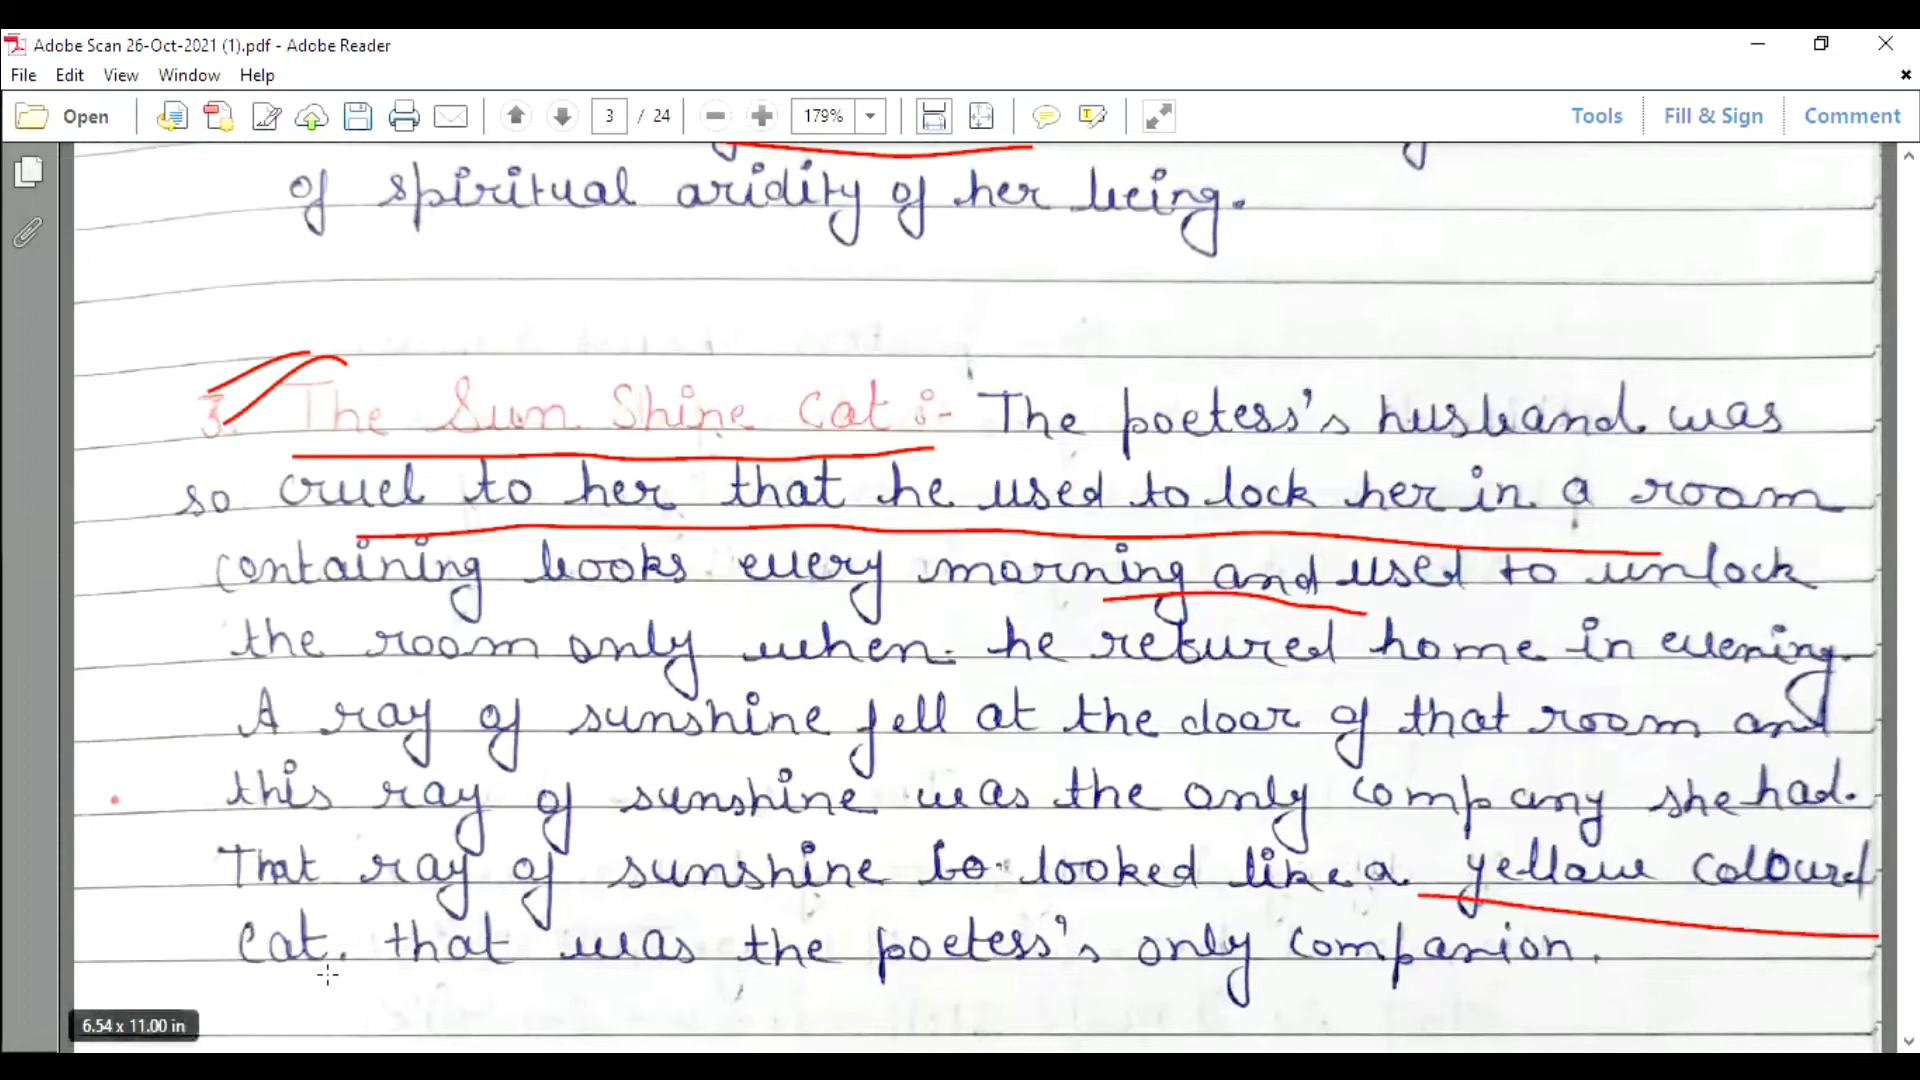 Adobe Scan 26-Oct-2021 (1).pdf - Adobe Reader
File Edit View Window Help
Open 3 / 24 179% Tools Fill & Sign Comment
of spiritual aridity of her being.
3. The Sun Shine Cat :- The poetess's husband was
so cruel to her that he used to lock her in a room
containing books every morning and used to unlock
the room only when he retured home in evening.
A ray of sunshine fell at the door of that room and
this ray of sunshine was the only company she had.
That ray of sunshine lo looked like a yellow coloured
Cat. that was the poetess's only companion.
6.54 x 11.00 in